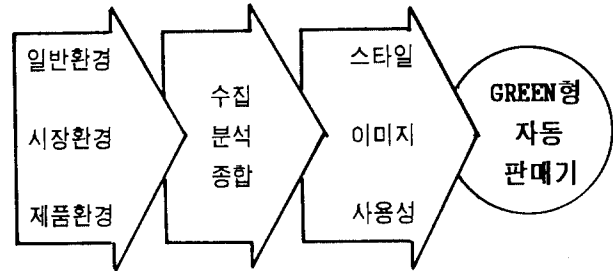 일반환경
시장환경
제품환경
수집
분석
종합
스타일
이미지
사용성
GREEN형
자동
판매기